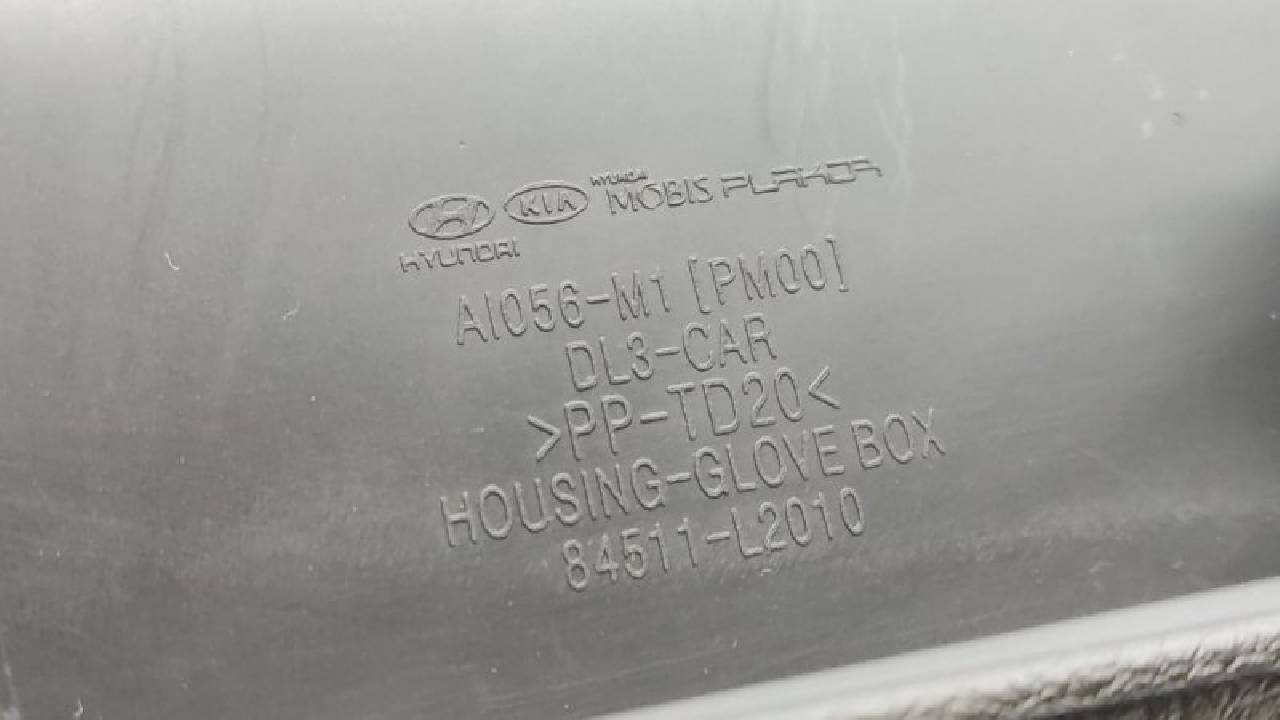 HYUNDAI KIA HYUNDAI MOBIS PLAKOR
AI056-M1 [PM00]
DL3-CAR
>PP-TD20<
HOUSING-GLOVE BOX
84511-L2010